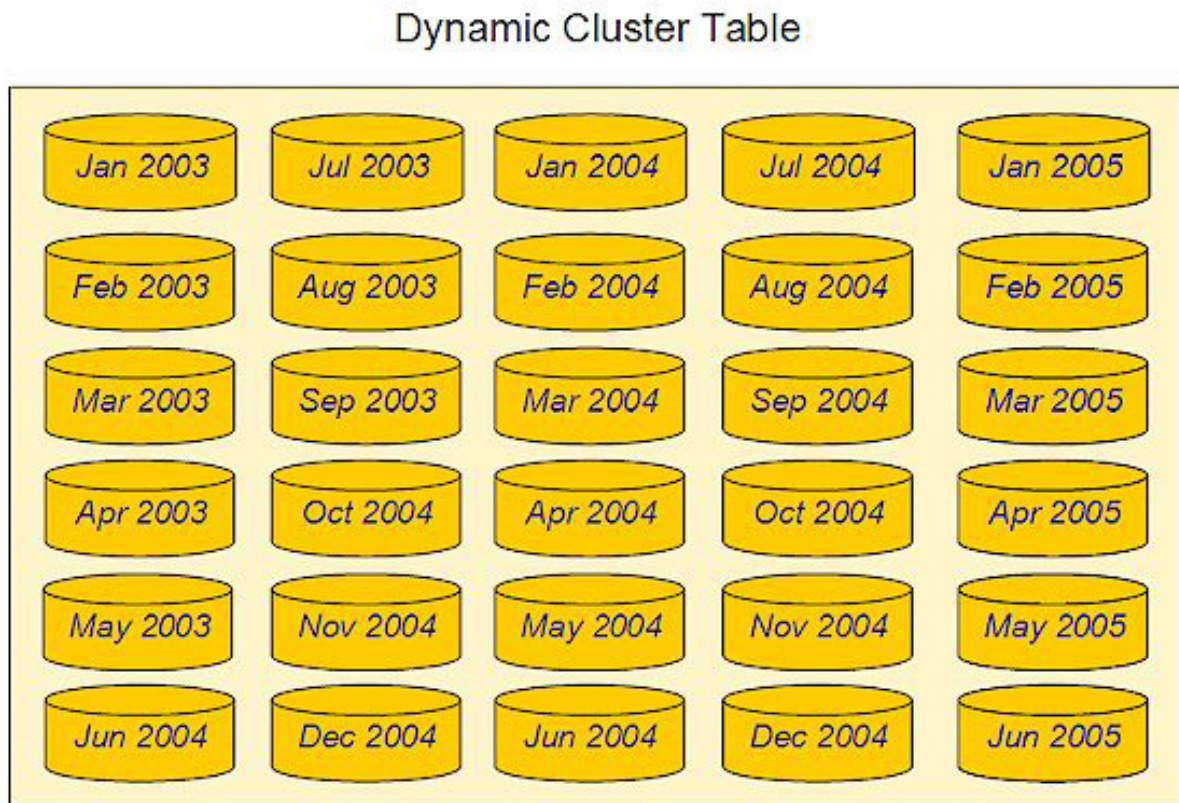 Dynamic Cluster Table
Jan 2003 Jul 2003 Jan 2004 Jul 2004 Jan 2005
Feb 2003 Aug 2003 Feb 2004 Aug 2004 Feb 2005
Mar 2003 Sep 2003 Mar 2004 Sep 2004 Mar 2005
Apr 2003 Oct 2004 Apr 2004 Oct 2004 Apr 2005
May 2003 Nov 2004 May 2004 Nov 2004 May 2005
Jun 2004 Dec 2004 Jun 2004 Dec 2004 Jun 2005